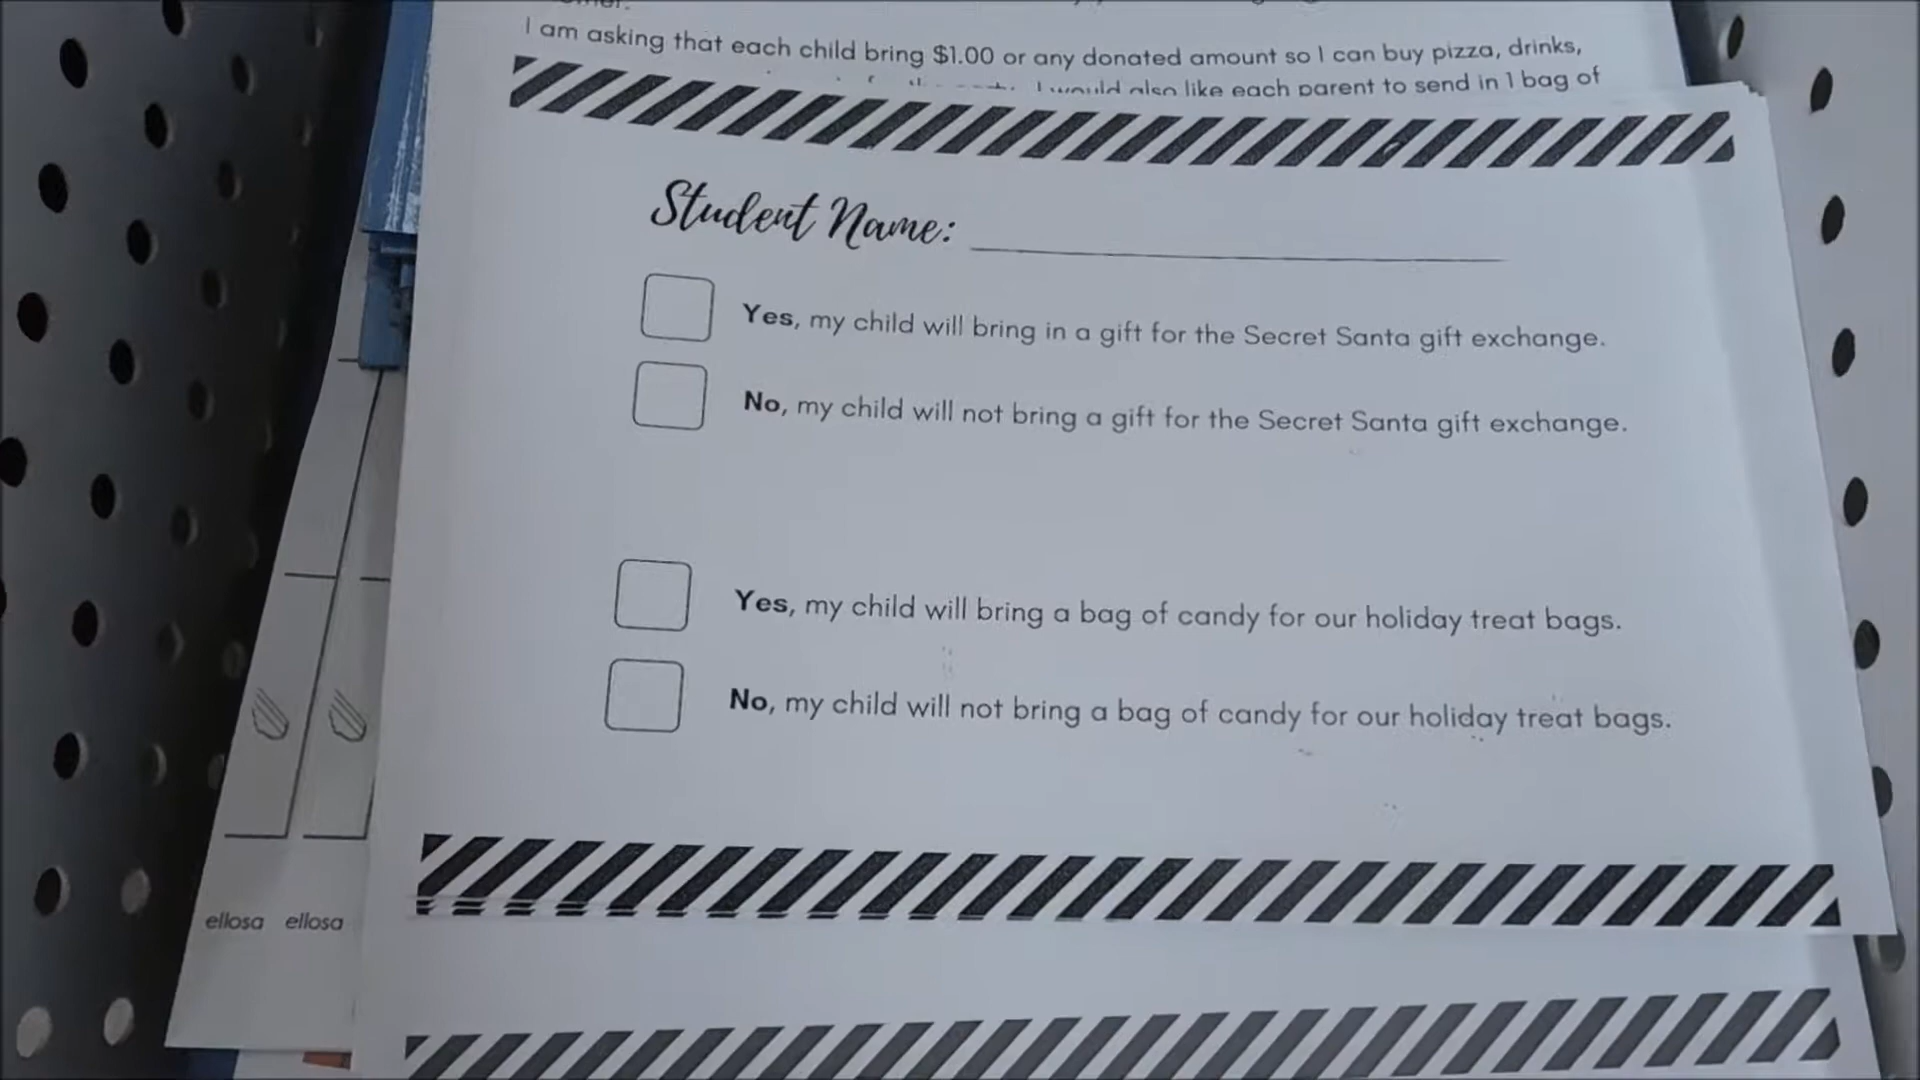 I am asking that each child bring $1.00 or any donated amount so I can buy pizza, drinks,
I would also like each parent to send in 1 bag of
Student Name:
Yes, my child will bring in a gift for the Secret Santa gift exchange.
No, my child will not bring a gift for the Secret Santa gift exchange.
Yes, my child will bring a bag of candy for our holiday treat bags.
No, my child will not bring a bag of candy for our holiday treat bags.
ellosa ellosa